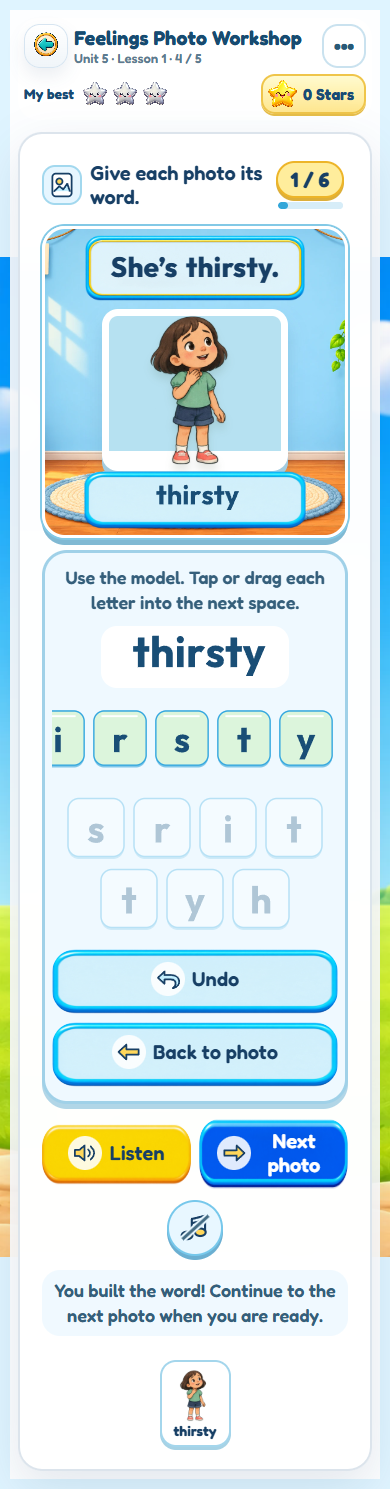 Feelings Photo Workshop
Unit 5 · Lesson 1 · 4 / 5
My best
0 Stars
Give each photo its
word.
1 / 6
She's thirsty.
thirsty
Use the model. Tap or drag each
letter into the next space.
thirsty
i r s t y
s r i t
t y h
Undo
Back to photo
Listen
Next
photo
You built the word! Continue to the
next photo when you are ready.
thirsty